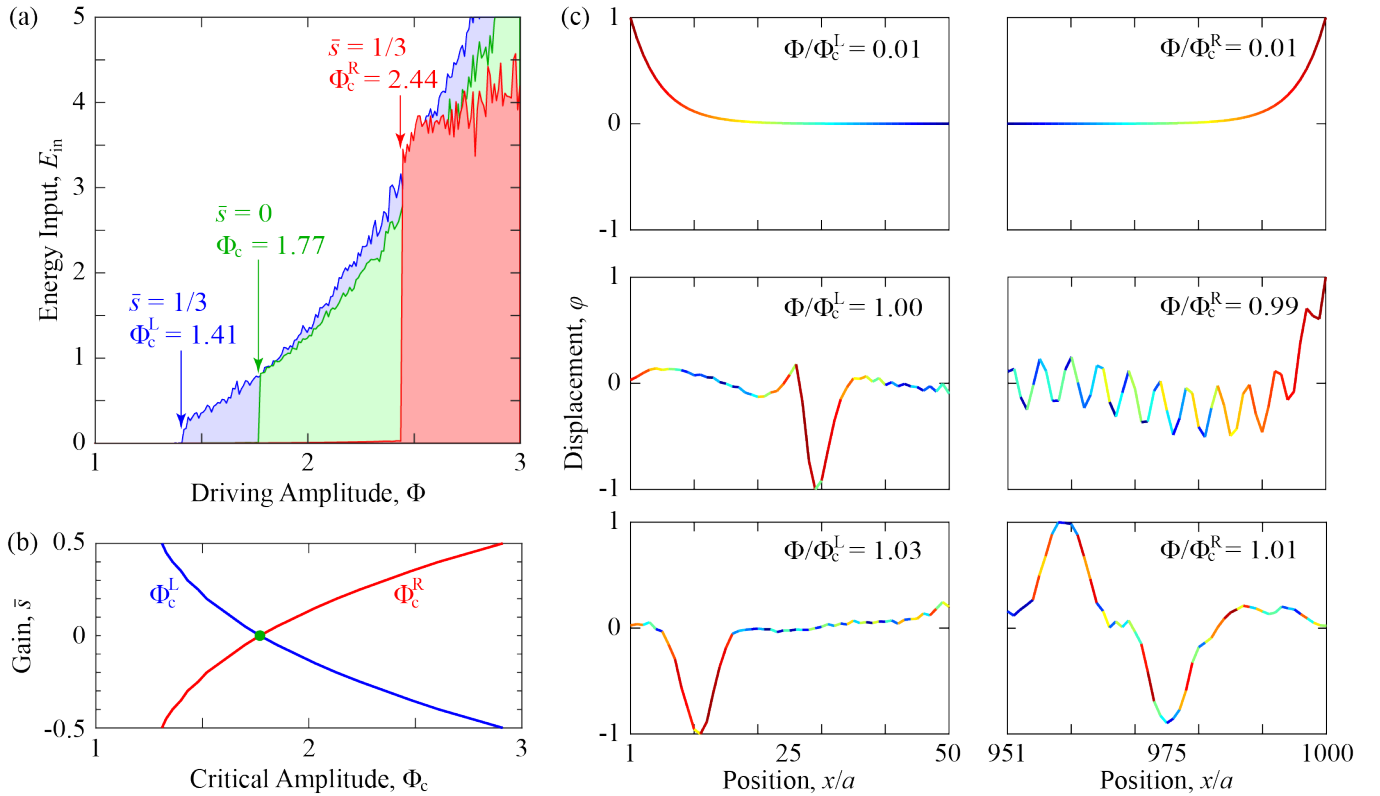 (a)
5
4
3
2
1
0
Energy Input, E_in
s̄ = 1/3
Φ_c^R = 2.44
s̄ = 0
Φ_c = 1.77
s̄ = 1/3
Φ_c^L = 1.41
1
2
3
Driving Amplitude, Φ
(b)
0.5
0
-0.5
Gain, s̄
Φ_c^L
Φ_c^R
1
2
3
Critical Amplitude, Φ_c
(c)
Displacement, φ
1
0
-1
Φ/Φ_c^L = 0.01
Φ/Φ_c^R = 0.01
1
0
-1
Φ/Φ_c^L = 1.00
Φ/Φ_c^R = 0.99
1
0
-1
Φ/Φ_c^L = 1.03
Φ/Φ_c^R = 1.01
1
25
50
951
975
1000
Position, x/a
Position, x/a